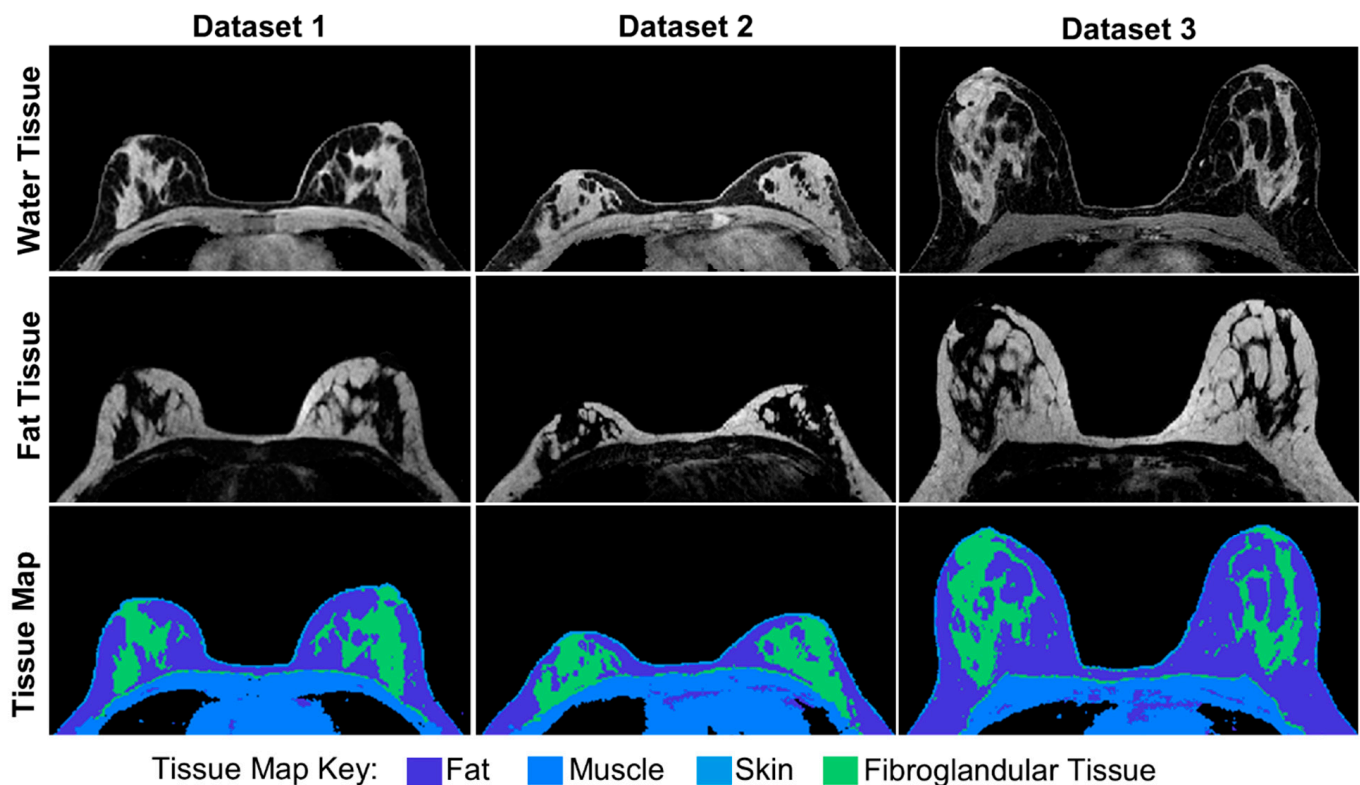 Dataset 1
Dataset 2
Dataset 3
Water Tissue
Fat Tissue
Tissue Map
Tissue Map Key: Fat Muscle Skin Fibroglandular Tissue